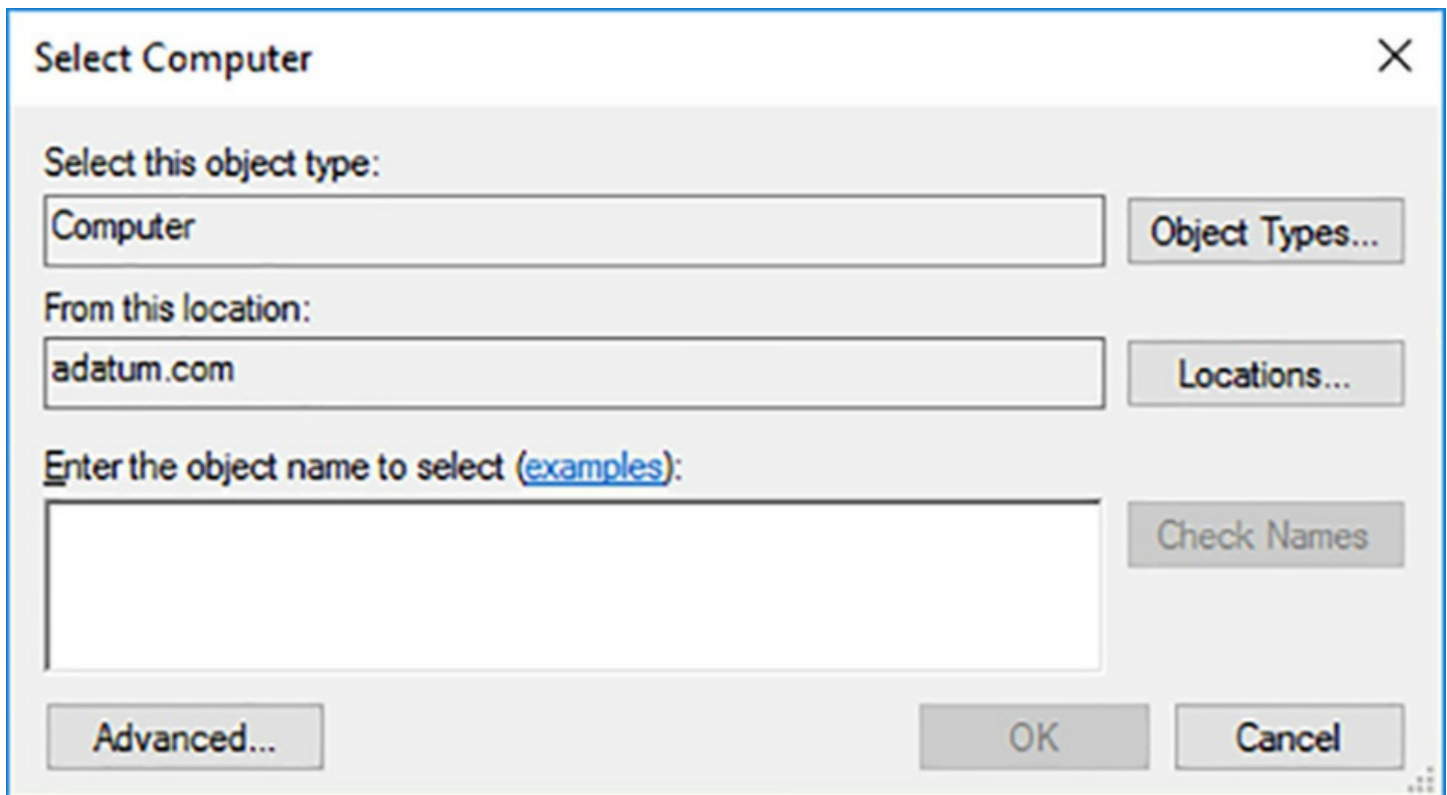 Select Computer
Select this object type:
Computer
Object Types...
From this location:
adatum.com
Locations...
Enter the object name to select (examples):
Check Names
Advanced...
OK
Cancel